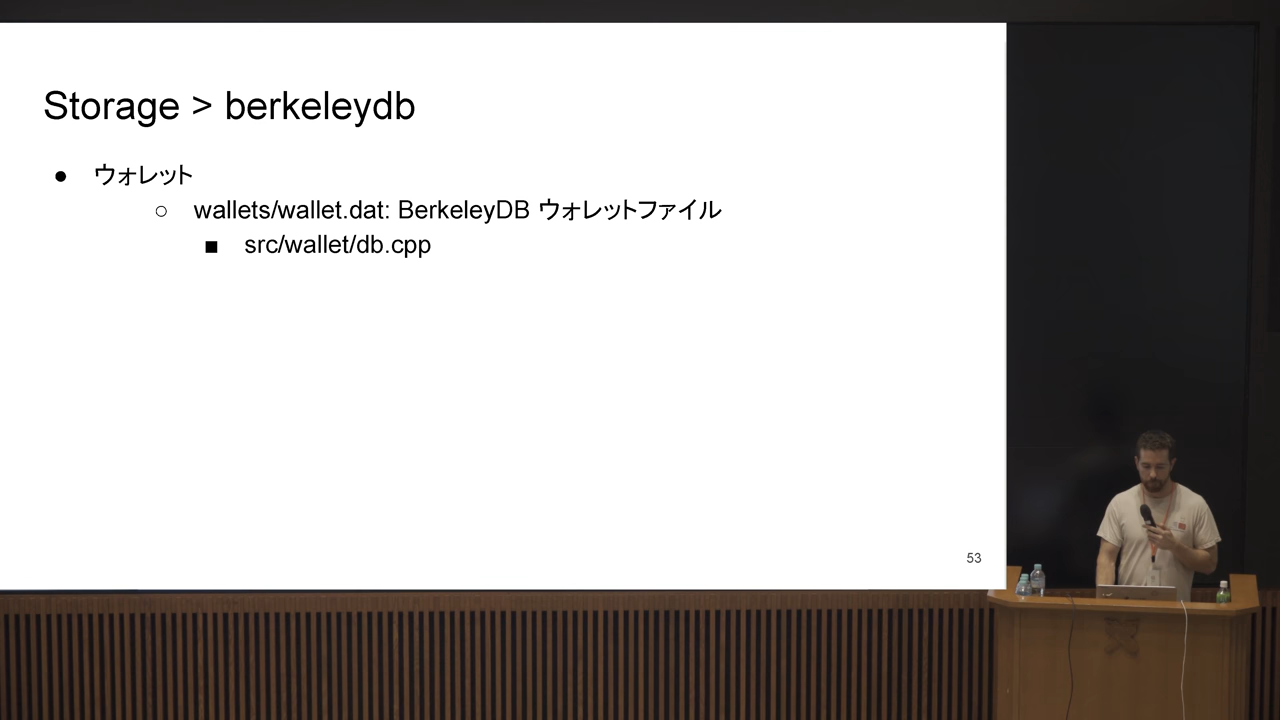 Storage > berkeleydb
● ウォレット
○ wallets/wallet.dat: BerkeleyDB ウォレットファイル
■ src/wallet/db.cpp
53